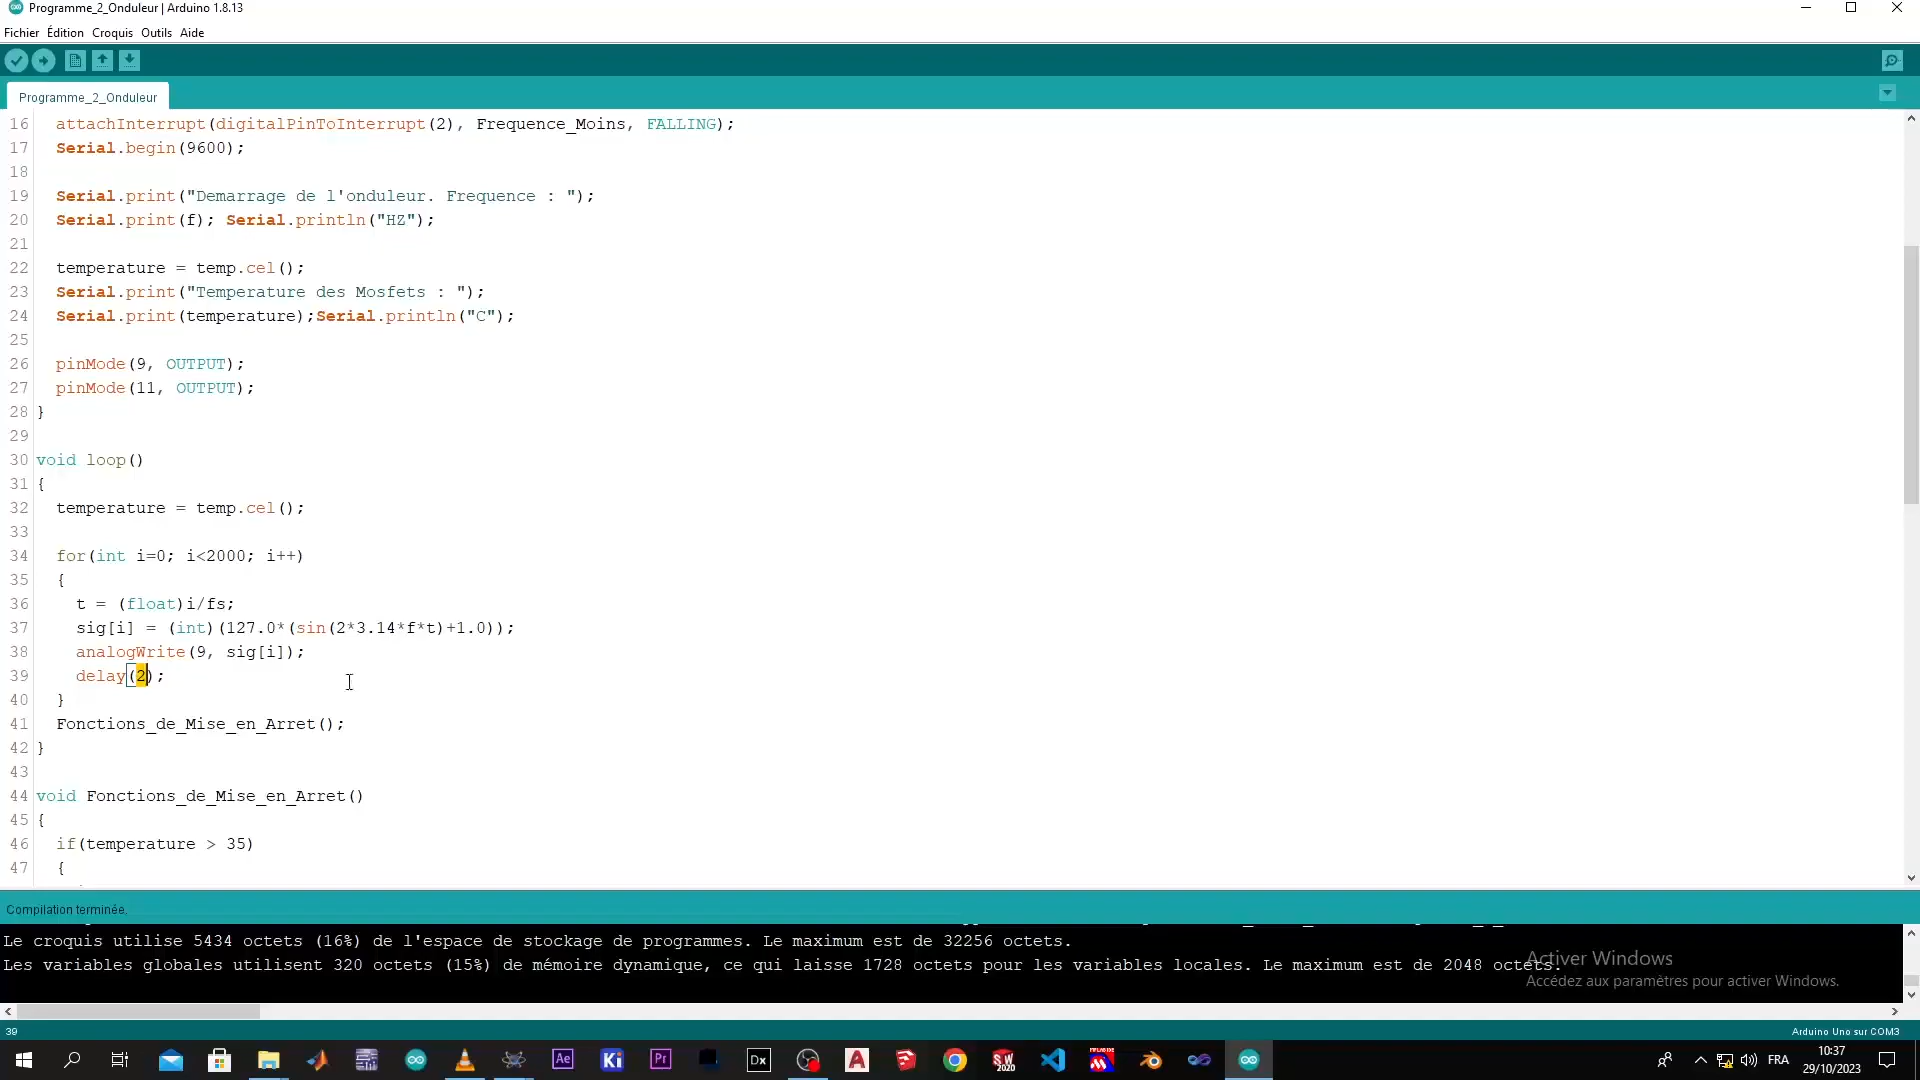 Programme_2_Onduleur | Arduino 1.8.13
Fichier Édition Croquis Outils Aide
Programme_2_Onduleur
16 attachInterrupt(digitalPinToInterrupt(2), Frequence_Moins, FALLING);
17 Serial.begin(9600);
18
19 Serial.print("Demarrage de l'onduleur. Frequence : ");
20 Serial.print(f); Serial.println("HZ");
21
22 temperature = temp.cel();
23 Serial.print("Temperature des Mosfets : ");
24 Serial.print(temperature);Serial.println("C");
25
26 pinMode(9, OUTPUT);
27 pinMode(11, OUTPUT);
28 }
29
30 void loop()
31 {
32 temperature = temp.cel();
33
34 for(int i=0; i<2000; i++)
35 {
36 t = (float)i/fs;
37 sig[i] = (int)(127.0*(sin(2*3.14*f*t)+1.0));
38 analogWrite(9, sig[i]);
39 delay(2);
40 }
41 Fonctions_de_Mise_en_Arret();
42 }
43
44 void Fonctions_de_Mise_en_Arret()
45 {
46 if(temperature > 35)
47 {
Compilation terminée.
Le croquis utilise 5434 octets (16%) de l'espace de stockage de programmes. Le maximum est de 32256 octets.
Les variables globales utilisent 320 octets (15%) de mémoire dynamique, ce qui laisse 1728 octets pour les variables locales. Le maximum est de 2048 octets.
Activer Windows
Accédez aux paramètres pour activer Windows.
39
Arduino Uno sur COM3
Ae
Ki
Pr
Dx
A
SW
2020
FRA
10:37
29/10/2023